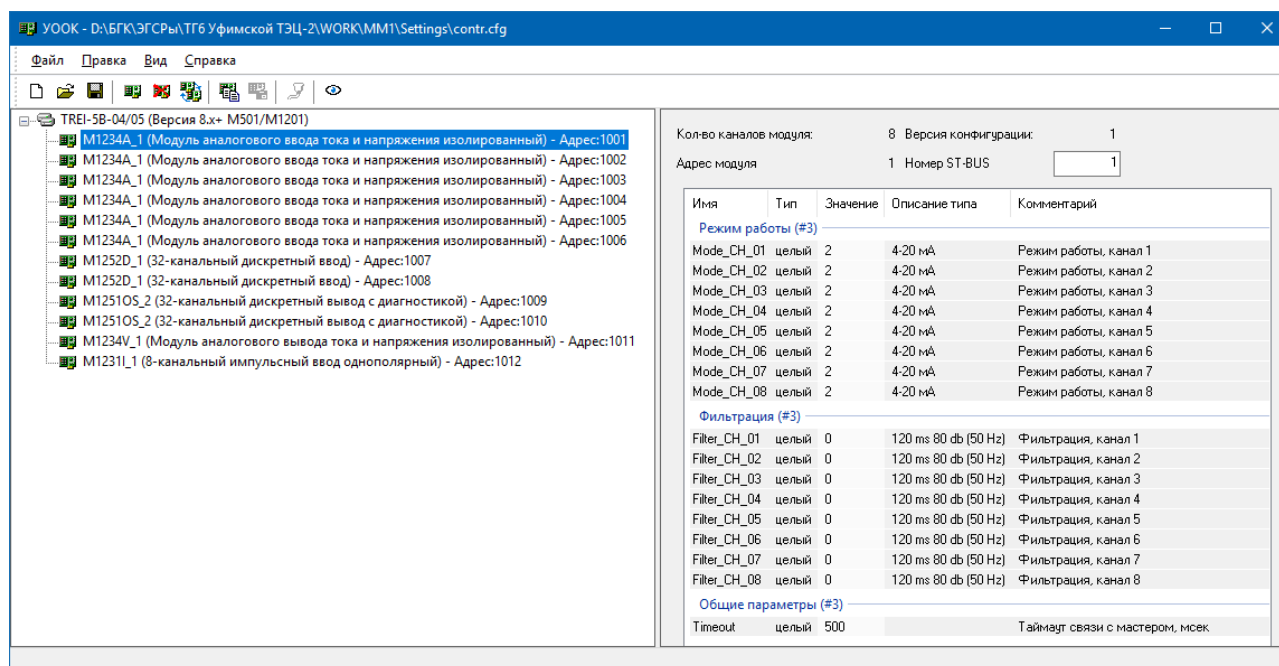 УООК - D:\БГК\ЭГСРы\ТГ6 Уфимской ТЭЦ-2\WORK\MM1\Settings\contr.cfg
Файл Правка Вид Справка
TREI-5B-04/05 (Версия 8.x+ M501/M1201)
M1234A_1 (Модуль аналогового ввода тока и напряжения изолированный) - Адрес:1001
M1234A_1 (Модуль аналогового ввода тока и напряжения изолированный) - Адрес:1002
M1234A_1 (Модуль аналогового ввода тока и напряжения изолированный) - Адрес:1003
M1234A_1 (Модуль аналогового ввода тока и напряжения изолированный) - Адрес:1004
M1234A_1 (Модуль аналогового ввода тока и напряжения изолированный) - Адрес:1005
M1234A_1 (Модуль аналогового ввода тока и напряжения изолированный) - Адрес:1006
M1252D_1 (32-канальный дискретный ввод) - Адрес:1007
M1252D_1 (32-канальный дискретный ввод) - Адрес:1008
M1251OS_2 (32-канальный дискретный вывод с диагностикой) - Адрес:1009
M1251OS_2 (32-канальный дискретный вывод с диагностикой) - Адрес:1010
M1234V_1 (Модуль аналогового вывода тока и напряжения изолированный) - Адрес:1011
M1231I_1 (8-канальный импульсный ввод однополярный) - Адрес:1012
Кол-во каналов модуля: 8 Версия конфигурации: 1
Адрес модуля 1 Номер ST-BUS 1
Имя Тип Значение Описание типа Комментарий
Режим работы (#3)
Mode_CH_01 целый 2 4-20 мА Режим работы, канал 1
Mode_CH_02 целый 2 4-20 мА Режим работы, канал 2
Mode_CH_03 целый 2 4-20 мА Режим работы, канал 3
Mode_CH_04 целый 2 4-20 мА Режим работы, канал 4
Mode_CH_05 целый 2 4-20 мА Режим работы, канал 5
Mode_CH_06 целый 2 4-20 мА Режим работы, канал 6
Mode_CH_07 целый 2 4-20 мА Режим работы, канал 7
Mode_CH_08 целый 2 4-20 мА Режим работы, канал 8
Фильтрация (#3)
Filter_CH_01 целый 0 120 ms 80 db (50 Hz) Фильтрация, канал 1
Filter_CH_02 целый 0 120 ms 80 db (50 Hz) Фильтрация, канал 2
Filter_CH_03 целый 0 120 ms 80 db (50 Hz) Фильтрация, канал 3
Filter_CH_04 целый 0 120 ms 80 db (50 Hz) Фильтрация, канал 4
Filter_CH_05 целый 0 120 ms 80 db (50 Hz) Фильтрация, канал 5
Filter_CH_06 целый 0 120 ms 80 db (50 Hz) Фильтрация, канал 6
Filter_CH_07 целый 0 120 ms 80 db (50 Hz) Фильтрация, канал 7
Filter_CH_08 целый 0 120 ms 80 db (50 Hz) Фильтрация, канал 8
Общие параметры (#3)
Timeout целый 500 Таймаут связи с мастером, мсек